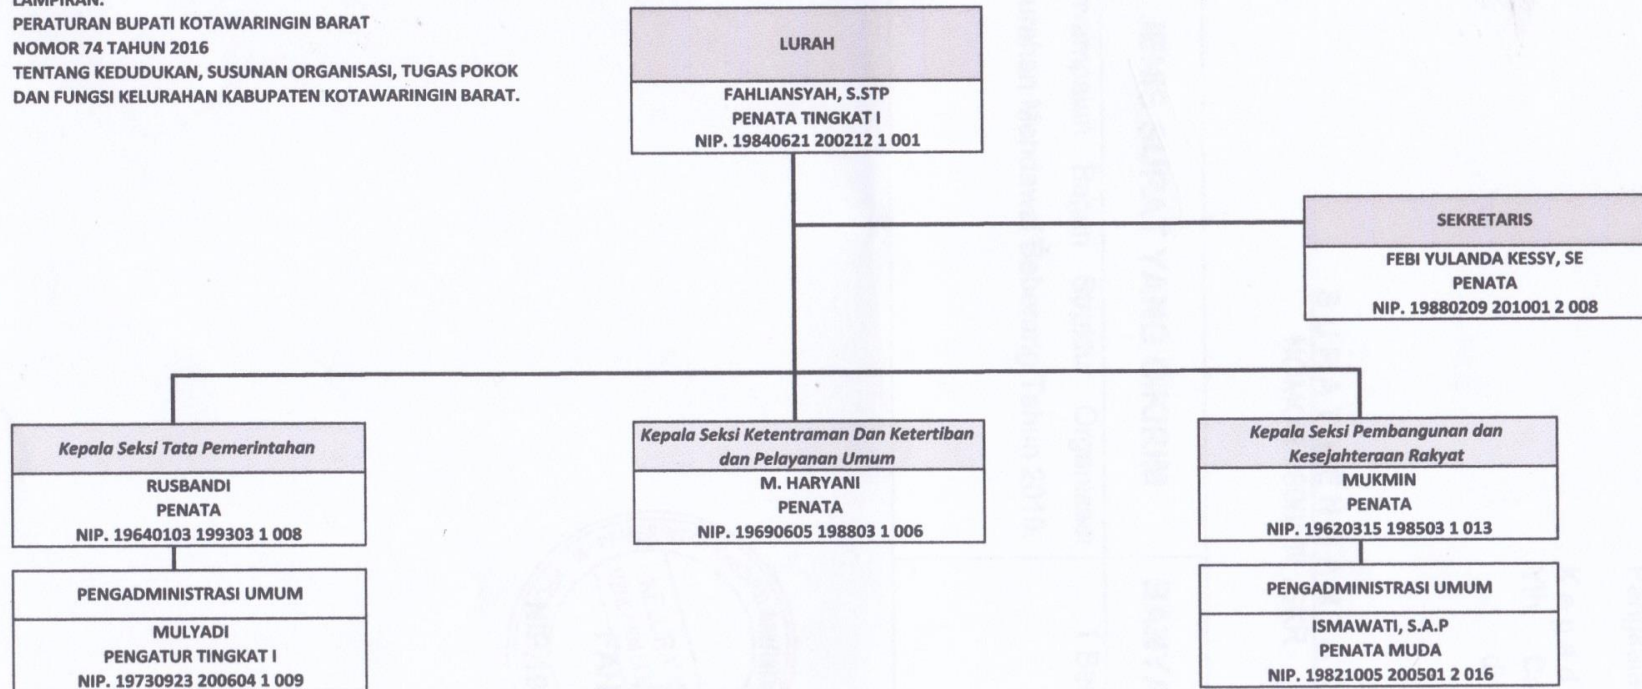 LAMPIRAN:
PERATURAN BUPATI KOTAWARINGIN BARAT
NOMOR 74 TAHUN 2016
TENTANG KEDUDUKAN, SUSUNAN ORGANISASI, TUGAS POKOK
DAN FUNGSI KELURAHAN KABUPATEN KOTAWARINGIN BARAT.
LURAH
FAHLIANSYAH, S.STP
PENATA TINGKAT I
NIP. 19840621 200212 1 001
SEKRETARIS
FEBI YULANDA KESSY, SE
PENATA
NIP. 19880209 201001 2 008
Kepala Seksi Tata Pemerintahan
RUSBANDI
PENATA
NIP. 19640103 199303 1 008
Kepala Seksi Ketentraman Dan Ketertiban
dan Pelayanan Umum
M. HARYANI
PENATA
NIP. 19690605 198803 1 006
Kepala Seksi Pembangunan dan
Kesejahteraan Rakyat
MUKMIN
PENATA
NIP. 19620315 198503 1 013
PENGADMINISTRASI UMUM
MULYADI
PENGATUR TINGKAT I
NIP. 19730923 200604 1 009
PENGADMINISTRASI UMUM
ISMAWATI, S.A.P
PENATA MUDA
NIP. 19821005 200501 2 016